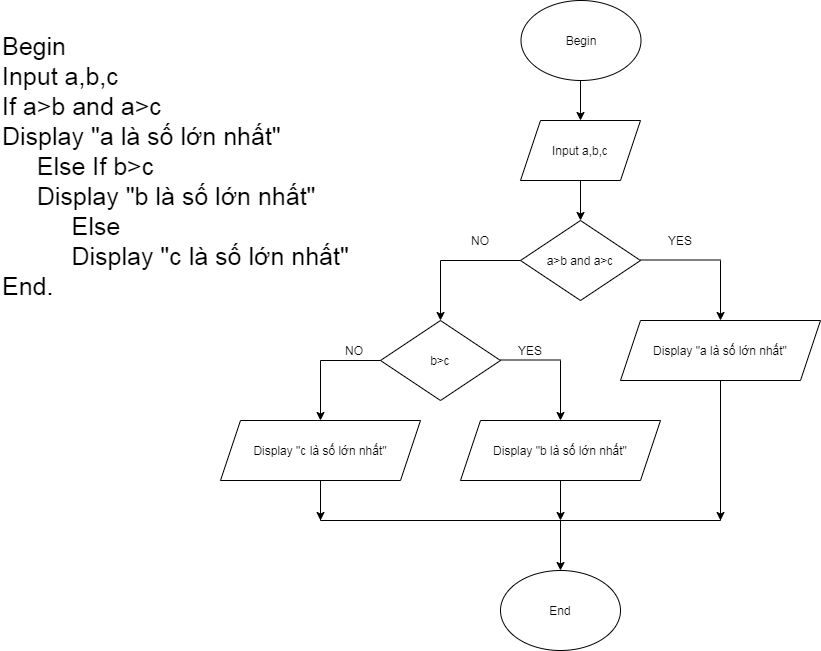 Begin
Input a,b,c
If a>b and a>c
Display "a là số lớn nhất"
Else If b>c
Display "b là số lớn nhất"
Else
Display "c là số lớn nhất"
End.
Begin
Input a,b,c
NO
YES
a>b and a>c
NO
YES
Display "a là số lớn nhất"
b>c
Display "c là số lớn nhất"
Display "b là số lớn nhất"
End